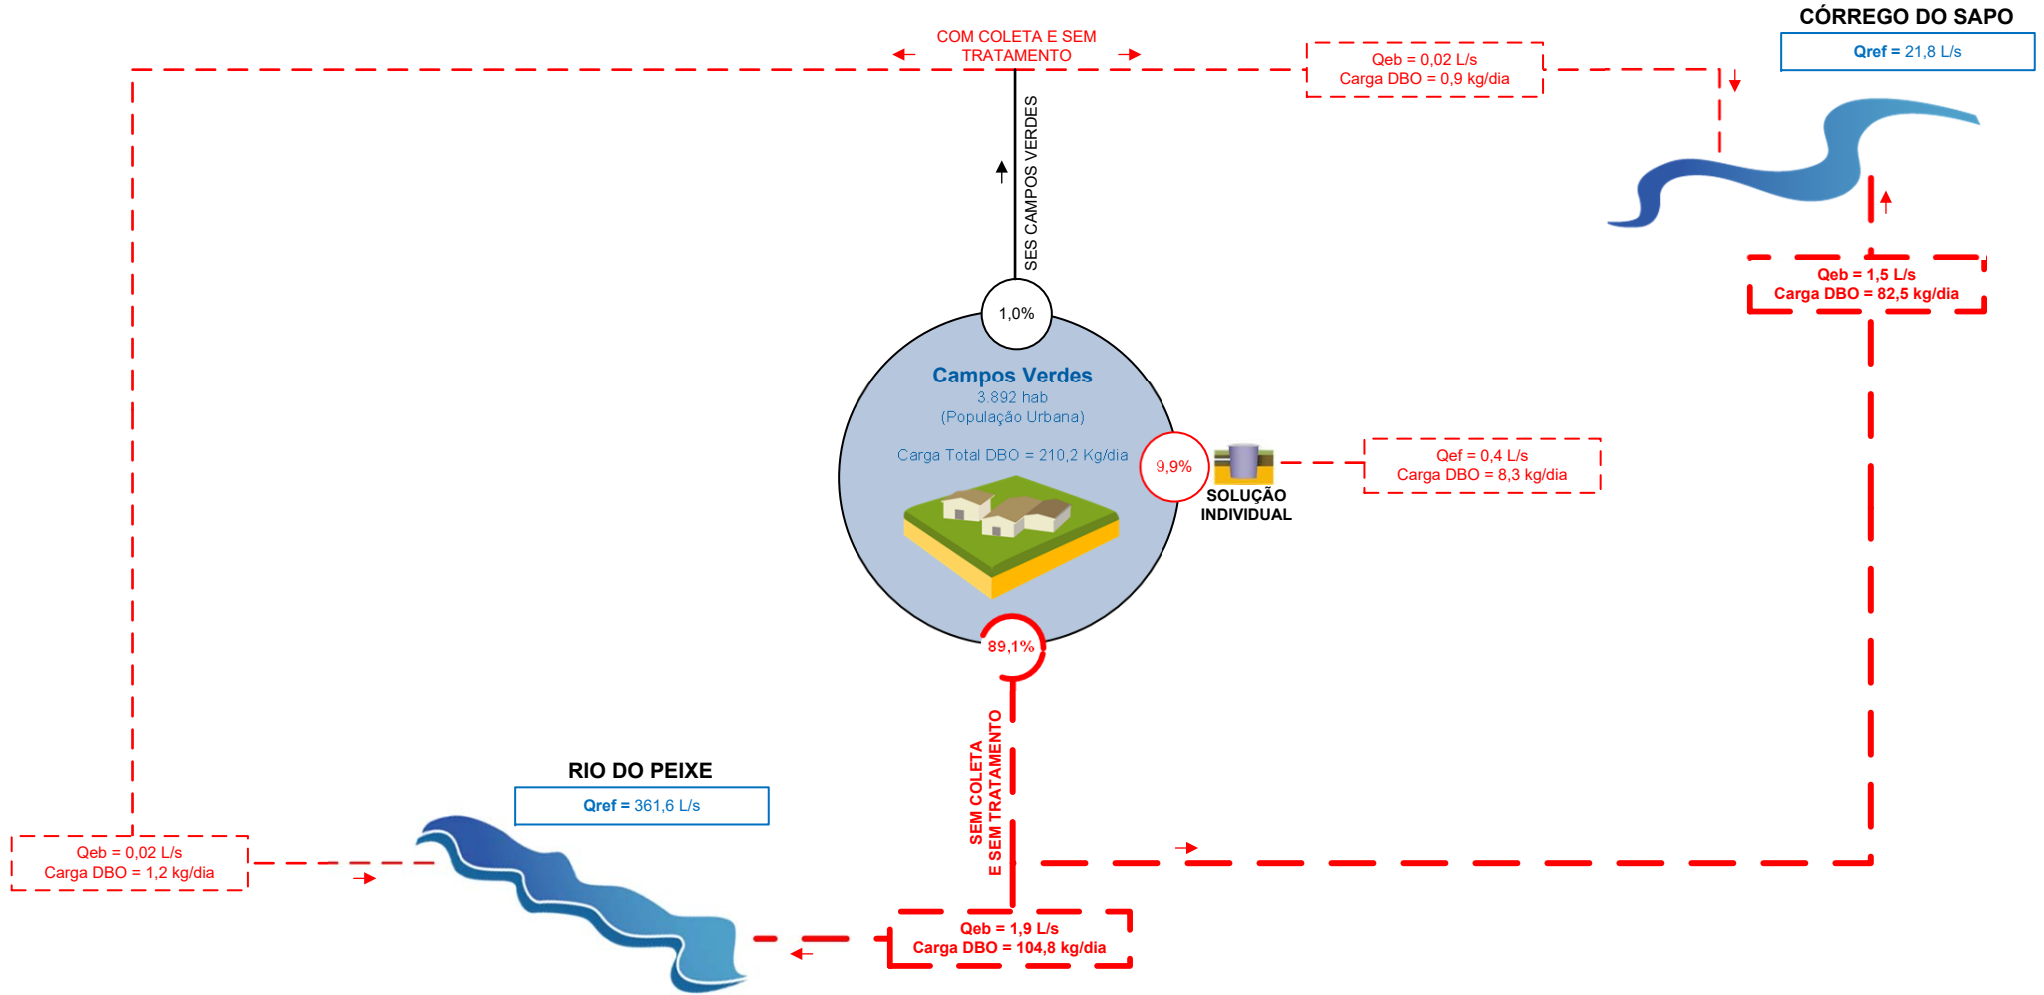 CÓRREGO DO SAPO
Qref = 21,8 L/s
COM COLETA E SEM
TRATAMENTO
Qeb = 0,02 L/s
Carga DBO = 0,9 kg/dia
SES CAMPOS VERDES
Qeb = 1,5 L/s
Carga DBO = 82,5 kg/dia
1,0%
Campos Verdes
3.892 hab
(População Urbana)
Carga Total DBO = 210,2 Kg/dia
9,9%
SOLUÇÃO
INDIVIDUAL
Qef = 0,4 L/s
Carga DBO = 8,3 kg/dia
89,1%
SEM COLETA
E SEM TRATAMENTO
RIO DO PEIXE
Qref = 361,6 L/s
Qeb = 0,02 L/s
Carga DBO = 1,2 kg/dia
Qeb = 1,9 L/s
Carga DBO = 104,8 kg/dia